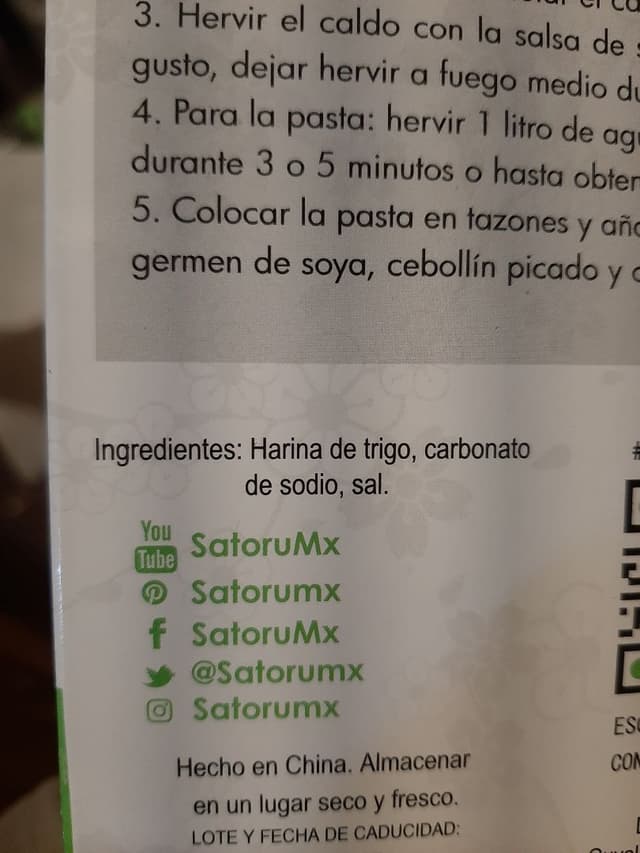 3. Hervir el caldo con la salsa de
gusto, dejar hervir a fuego medio
4. Para la pasta: hervir 1 litro de
durante 3 o 5 minutos o hasta
5. Colocar la pasta en tazones y
germen de soya, cebollín picado y
Ingredientes: Harina de trigo, carbonato
de sodio, sal.
You Tube SatoruMx
Satorumx
SatoruMx
@Satorumx
Satorumx
Hecho en China. Almacenar
en un lugar seco y fresco.
LOTE Y FECHA DE CADUCIDAD: